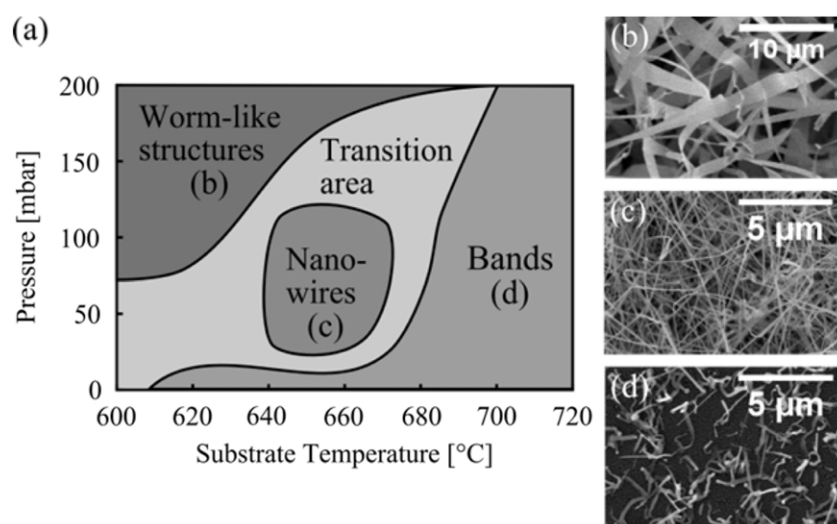 (a)
200
150
100
50
0
Pressure [mbar]
Worm-like
structures
(b)
Transition
area
Nano-
wires
(c)
Bands
(d)
600 620 640 660 680 700 720
Substrate Temperature [°C]
(b)
10 µm
(c)
5 µm
(d)
5 µm